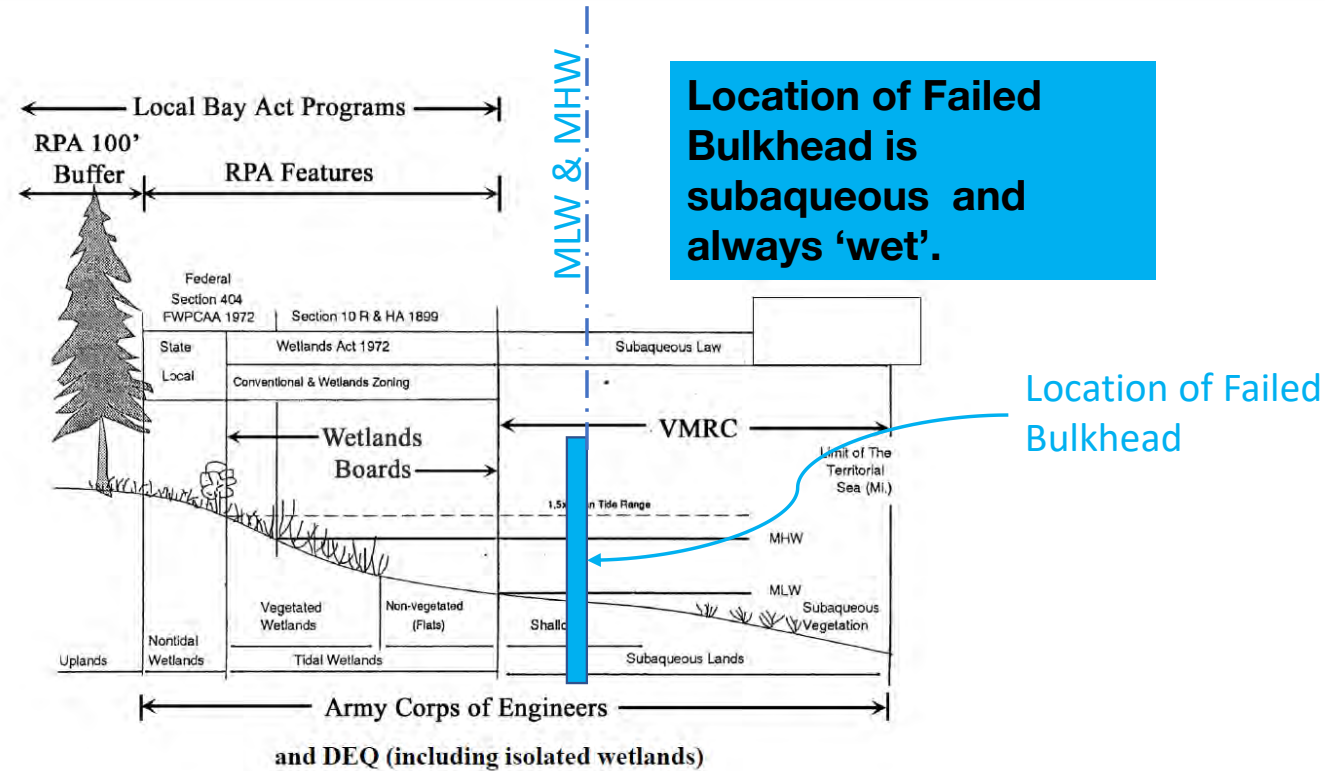 Local Bay Act Programs
RPA 100’
Buffer
RPA Features
MLW & MHW
Location of Failed
Bulkhead is
subaqueous and
always ‘wet’.
Federal
Section 404
FWPCAA 1972
Section 10 R & HA 1899
State
Wetlands Act 1972
Subaqueous Law
Local
Conventional & Wetlands Zoning
Location of Failed
Bulkhead
Wetlands
Boards
VMRC
Limit of The
Territorial
Sea (Mi.)
Tide Range
MHW
MLW
Vegetated
Wetlands
Non-vegetated
(Flats)
Subaqueous
Vegetation
Nontidal
Wetlands
Uplands
Tidal Wetlands
Subaqueous Lands
Army Corps of Engineers
and DEQ (including isolated wetlands)